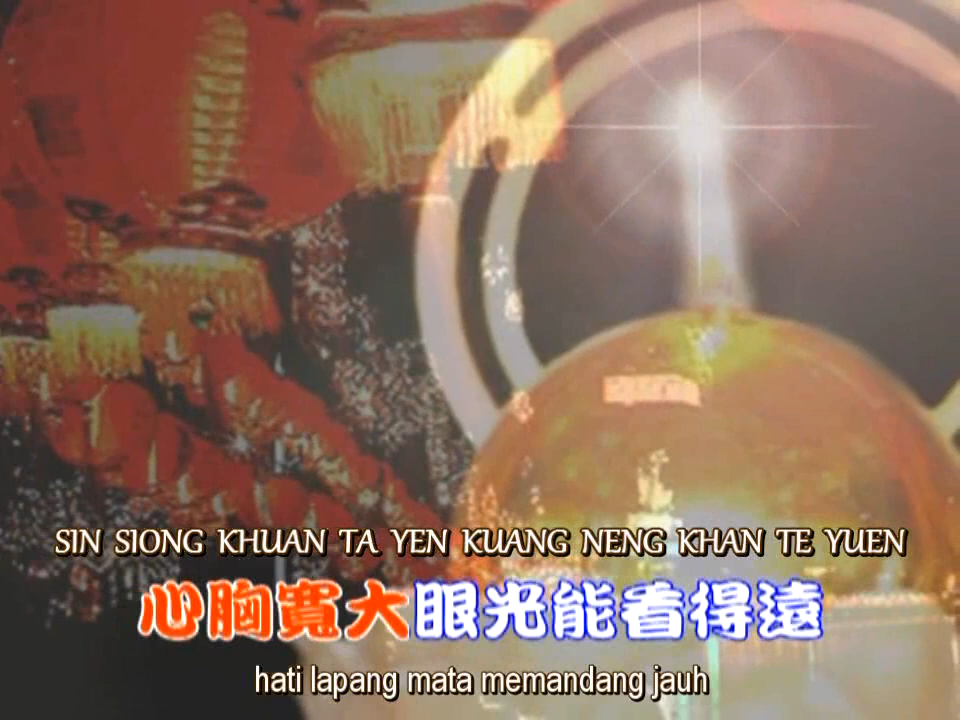 SIN SIONG KHUAN TA YEN KUANG NENG KHAN TE YUEN
心胸寬大眼光能看得遠
hati lapang mata memandang jauh